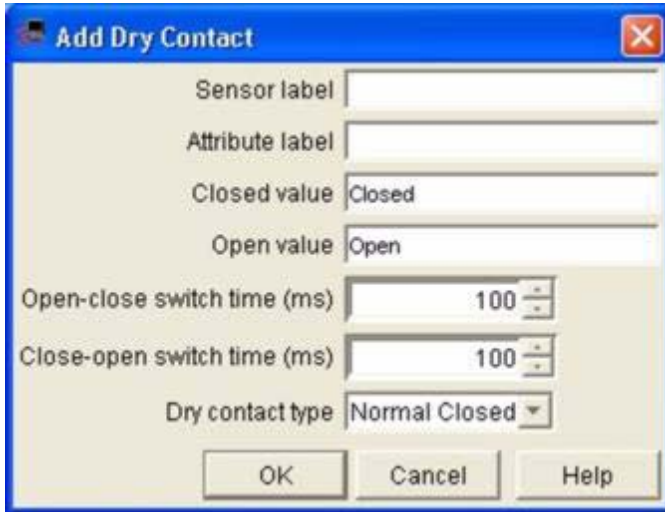 Add Dry Contact
Sensor label
Attribute label
Closed value Closed
Open value Open
Open-close switch time (ms) 100
Close-open switch time (ms) 100
Dry contact type Normal Closed
OK Cancel Help